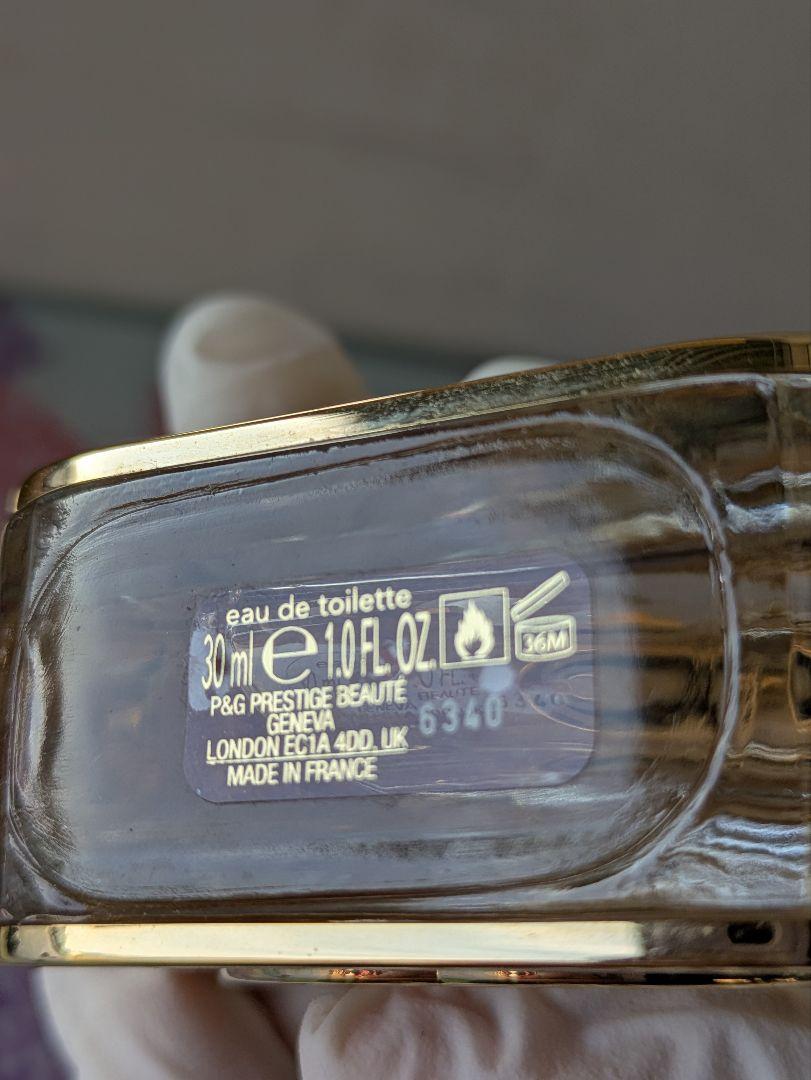 eau de toilette
30 ml e 1.0 FL. OZ.
36M
P&G PRESTIGE BEAUTÉ
GENEVA
6340
LONDON EC1A 4DD, UK
MADE IN FRANCE